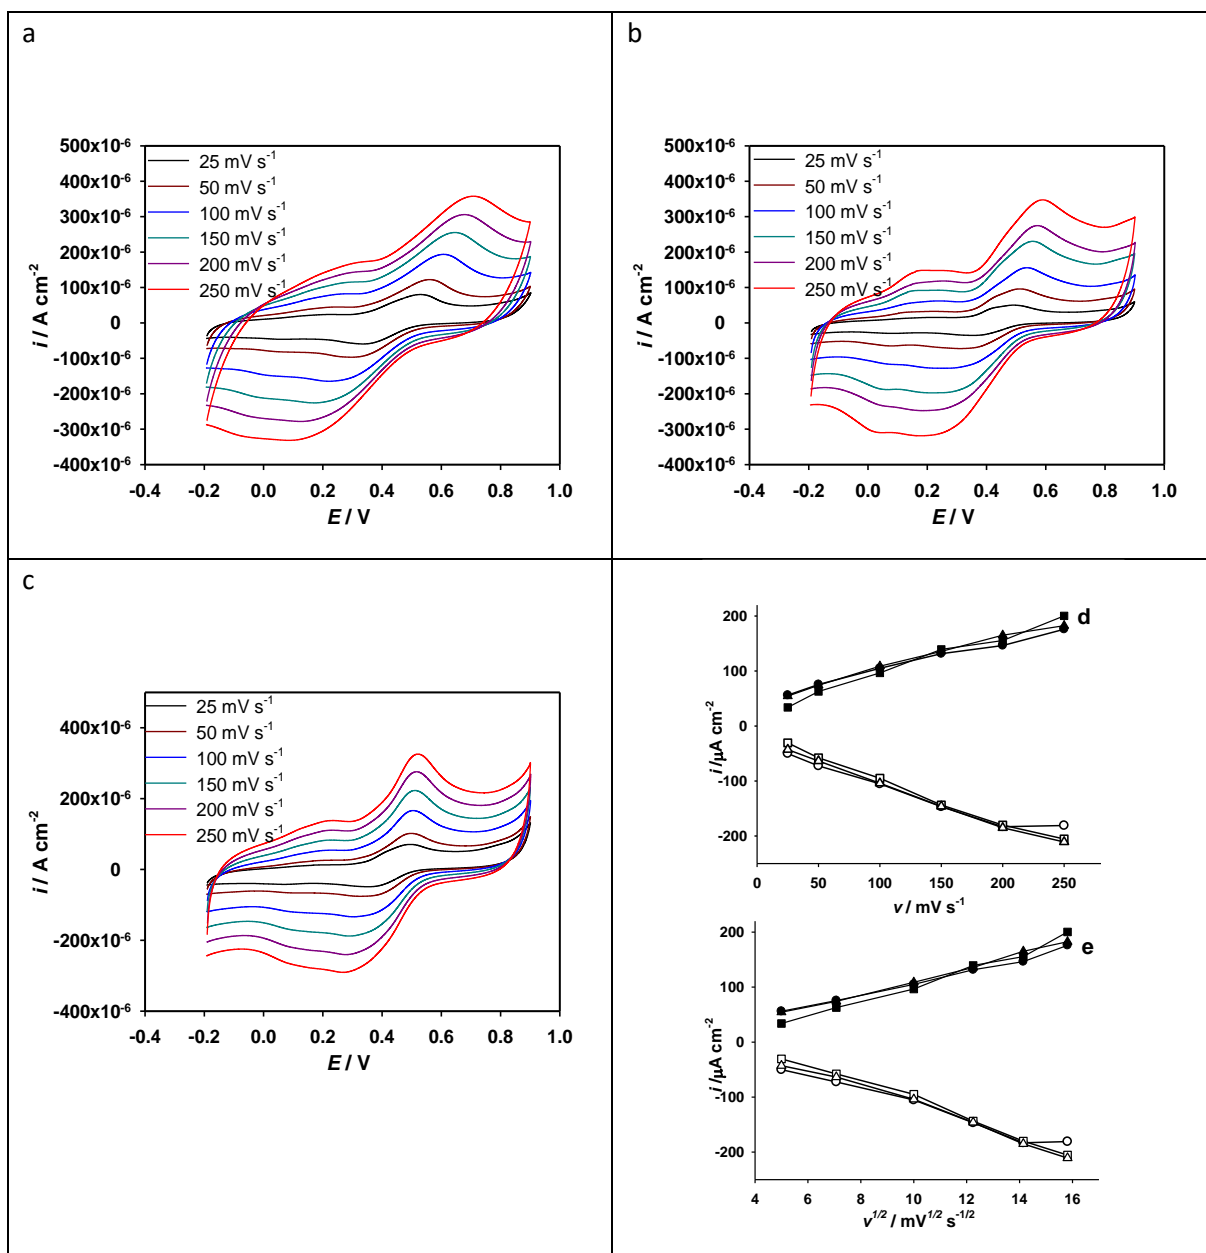 a
500x10⁻⁶
400x10⁻⁶
300x10⁻⁶
200x10⁻⁶
100x10⁻⁶
0
-100x10⁻⁶
-200x10⁻⁶
-300x10⁻⁶
-400x10⁻⁶
i / A cm⁻²
25 mV s⁻¹
50 mV s⁻¹
100 mV s⁻¹
150 mV s⁻¹
200 mV s⁻¹
250 mV s⁻¹
-0.4 -0.2 0.0 0.2 0.4 0.6 0.8 1.0
E / V
b
500x10⁻⁶
400x10⁻⁶
300x10⁻⁶
200x10⁻⁶
100x10⁻⁶
0
-100x10⁻⁶
-200x10⁻⁶
-300x10⁻⁶
-400x10⁻⁶
i / A cm⁻²
25 mV s⁻¹
50 mV s⁻¹
100 mV s⁻¹
150 mV s⁻¹
200 mV s⁻¹
250 mV s⁻¹
-0.4 -0.2 0.0 0.2 0.4 0.6 0.8 1.0
E / V
c
400x10⁻⁶
200x10⁻⁶
0
-200x10⁻⁶
-400x10⁻⁶
i / A cm⁻²
25 mV s⁻¹
50 mV s⁻¹
100 mV s⁻¹
150 mV s⁻¹
200 mV s⁻¹
250 mV s⁻¹
-0.4 -0.2 0.0 0.2 0.4 0.6 0.8 1.0
E / V
d
200
100
0
-100
-200
i /µA cm⁻²
0 50 100 150 200 250
v / mV s⁻¹
e
200
100
0
-100
-200
i /µA cm⁻²
4 6 8 10 12 14 16
v¹ᐟ² / mV¹ᐟ² s⁻¹ᐟ²